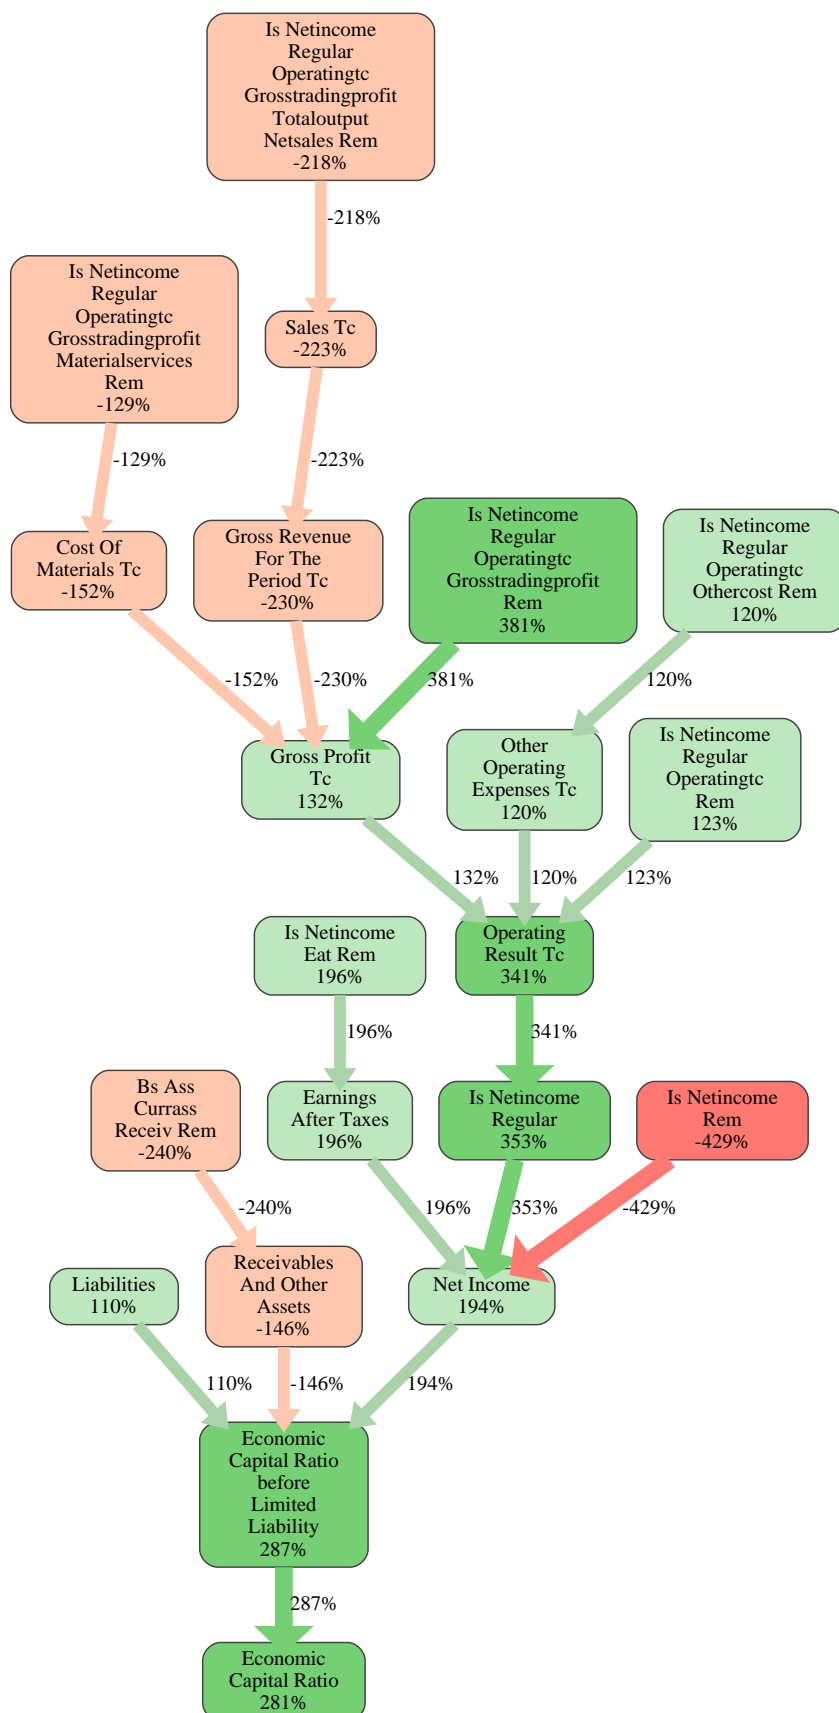 Is Netincome
Regular
Operatingtc
Grosstradingprofit
Totaloutput
Netsales Rem
-218%
-218%
Is Netincome
Regular
Operatingtc
Grosstradingprofit
Materialservices
Rem
-129%
Sales Tc
-223%
-129%
-223%
Cost Of
Materials Tc
-152%
Gross Revenue
For The
Period Tc
-230%
Is Netincome
Regular
Operatingtc
Grosstradingprofit
Rem
381%
Is Netincome
Regular
Operatingtc
Othercost Rem
120%
-152%
-230%
381%
120%
Gross Profit
Tc
132%
Other
Operating
Expenses Tc
120%
Is Netincome
Regular
Operatingtc
Rem
123%
132%
120%
123%
Is Netincome
Eat Rem
196%
Operating
Result Tc
341%
196%
341%
Bs Ass
Currass
Receiv Rem
-240%
Earnings
After Taxes
196%
Is Netincome
Regular
353%
Is Netincome
Rem
-429%
-240%
196%
353%
-429%
Liabilities
110%
Receivables
And Other
Assets
-146%
Net Income
194%
110%
-146%
194%
Economic
Capital Ratio
before
Limited
Liability
287%
287%
Economic
Capital Ratio
281%